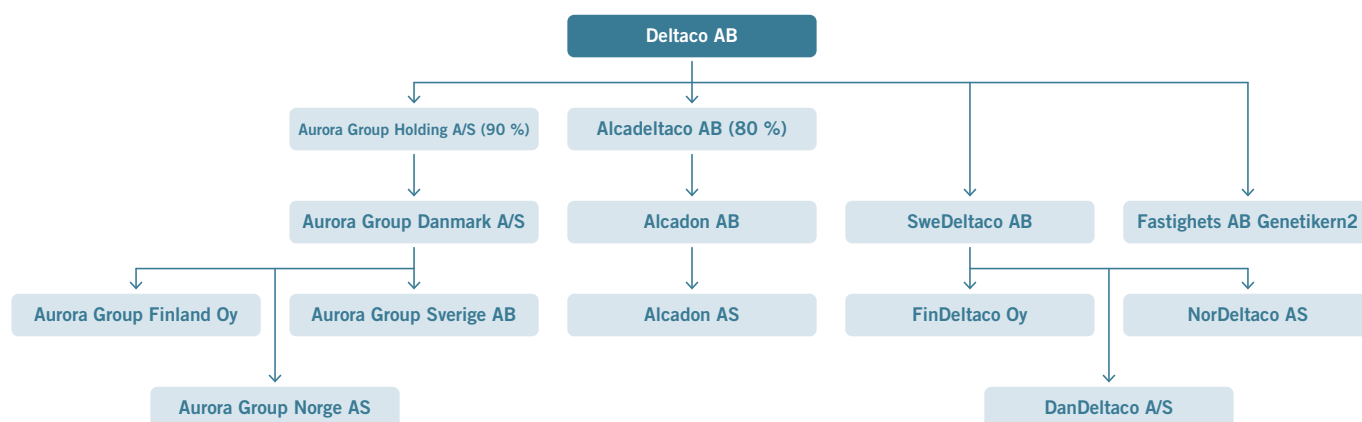 Deltaco AB
Aurora Group Holding A/S (90 %)
Alcadeltaco AB (80 %)
Aurora Group Danmark A/S
Alcadon AB
SweDeltaco AB
Fastighets AB Genetikern2
Aurora Group Finland Oy
Aurora Group Sverige AB
Alcadon AS
FinDeltaco Oy
NorDeltaco AS
Aurora Group Norge AS
DanDeltaco A/S